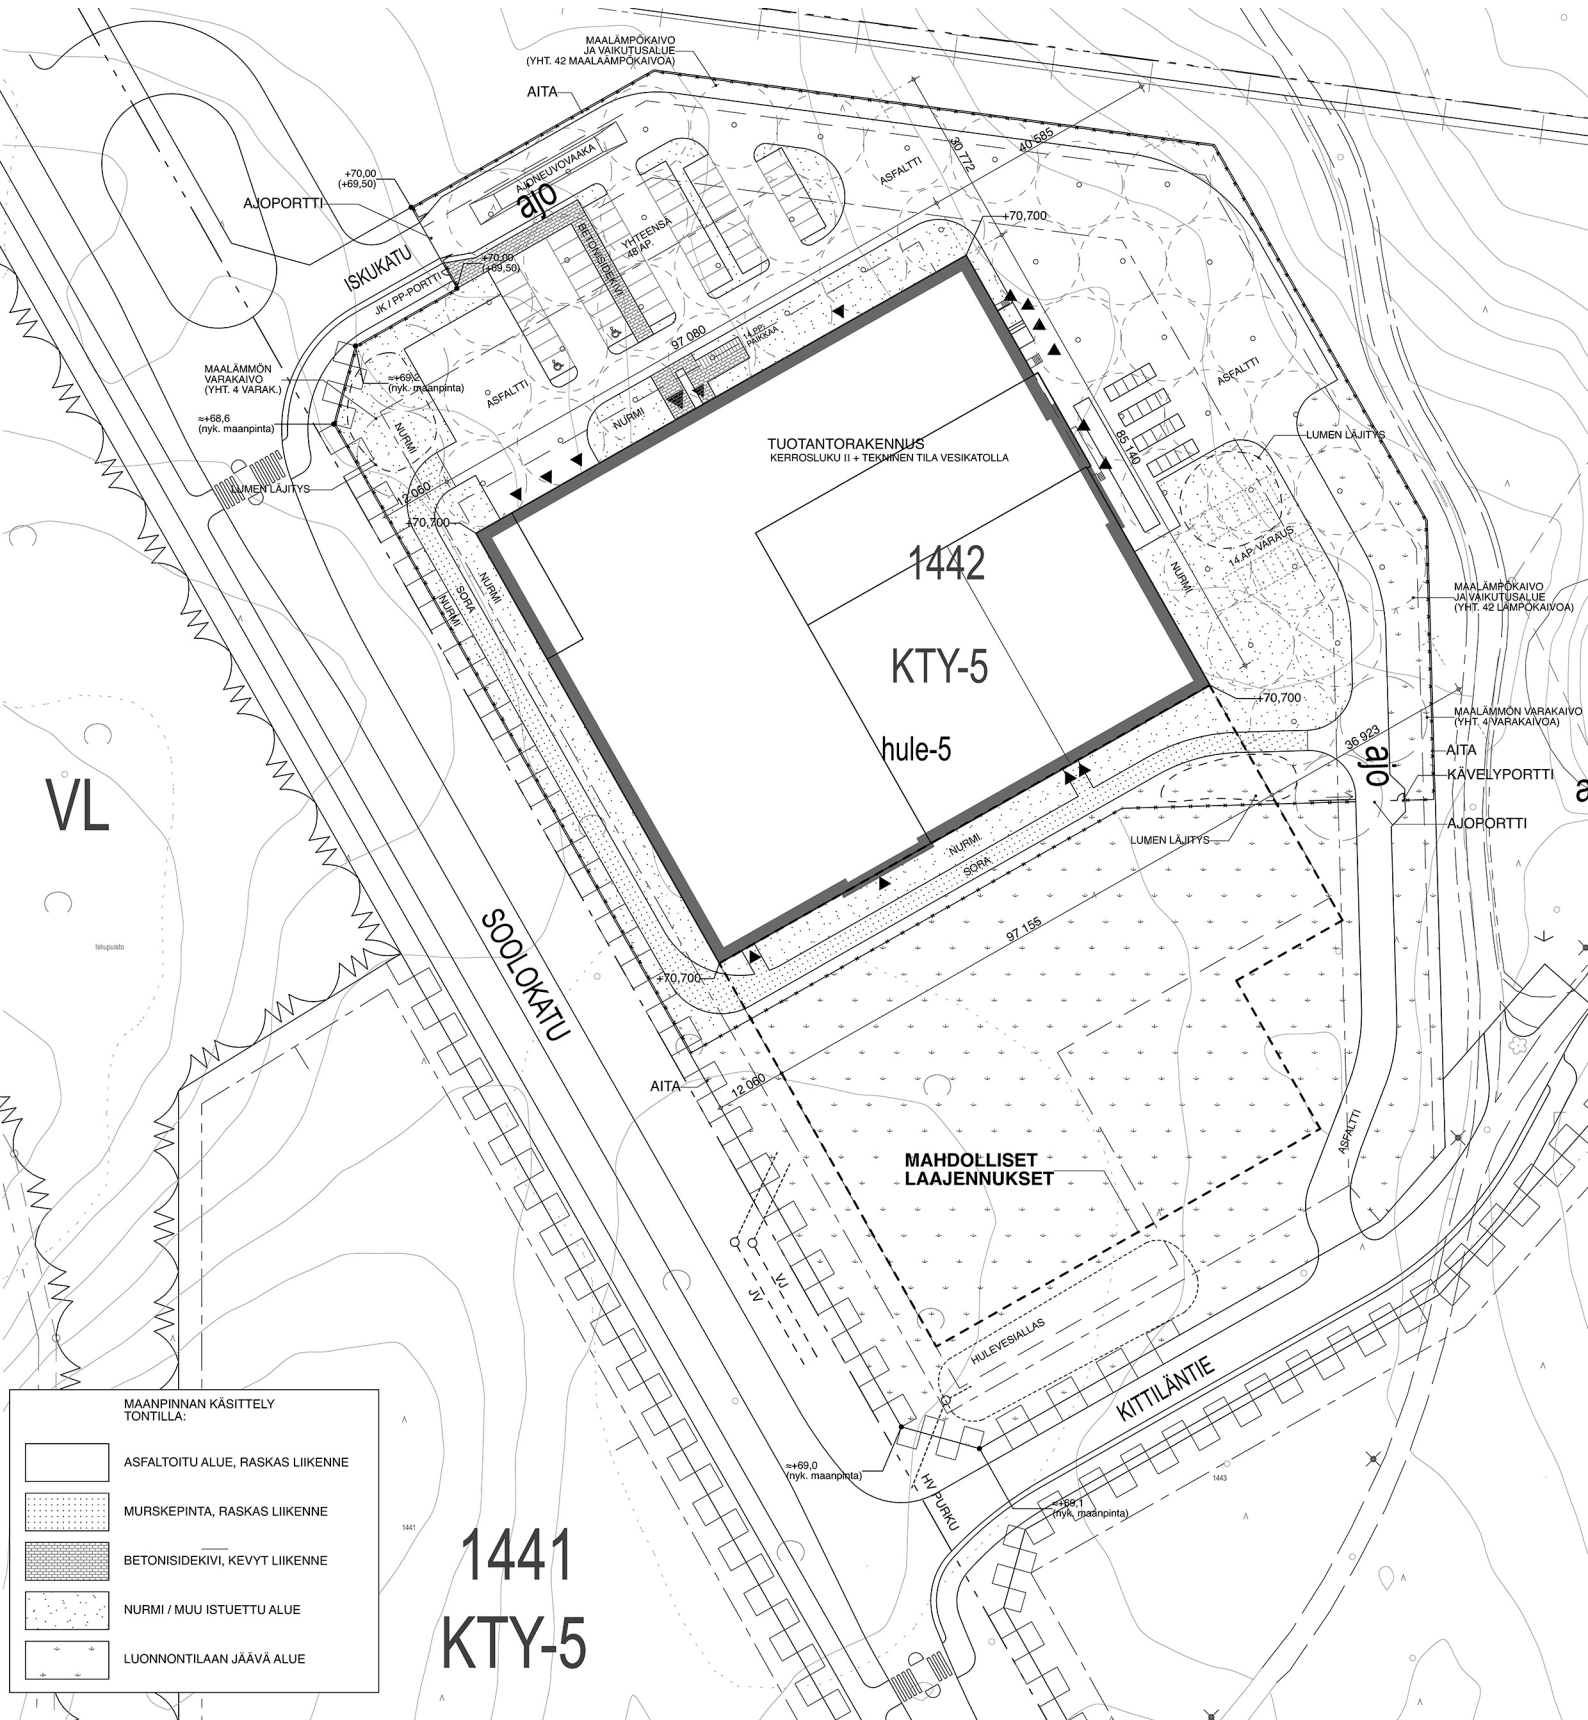 MAALÄMPÖKAIVO
JA VAIKUTUSALUE
(YHT. 42 MAALAÄMPÖKAIVOA)
AITA
+70,00
(+69,50)
AJOPORTTI
ISKUKATU
JK / PP-PORTTI
+70,00
(+69,50)
AJONEUVOVAAKA
ajo
BETONISIDEKIVI
YHTEENSÄ
48 AP.
ASFALTTI
30 772
40 585
+70,700
MAALÄMMÖN
VARAKAIVO
(YHT. 4 VARAK.)
≈+69,2
(nyk. maanpinta)
≈+68,6
(nyk. maanpinta)
NURMI
ASFALTTI
97 080
14 PP-
PAIKKAA
NURMI
LUMEN LÄJITYS
12 060
+70,700
NURMI
SORA
NURMI
TUOTANTORAKENNUS
KERROSLUKU II + TEKNINEN TILA VESIKATOLLA
1442
KTY-5
hule-5
85 140
ASFALTTI
LUMEN LÄJITYS
14 AP. VARAUS
NURMI
MAALÄMPÖKAIVO
JA VAIKUTUSALUE
(YHT. 42 LÄMPÖKAIVOA)
+70,700
MAALÄMMÖN VARAKAIVO
(YHT. 4 VARAKAIVOA)
36 923
ajo
AITA
KÄVELYPORTTI
a
AJOPORTTI
LUMEN LÄJITYS
NURMI
SORA
97 155
VL
Iskupuisto
SOOLOKATU
+70,700
AITA
12 060
ASFALTTI
MAHDOLLISET
LAAJENNUKSET
VJ
JV
HULEVESIALLAS
KITTILÄNTIE
≈+69,0
(nyk. maanpinta)
HV PURKU
≈+69,1
(nyk. maanpinta)
1443
1441
1441
KTY-5
MAANPINNAN KÄSITTELY
TONTILLA:
ASFALTOITU ALUE, RASKAS LIIKENNE
MURSKEPINTA, RASKAS LIIKENNE
BETONISIDEKIVI, KEVYT LIIKENNE
NURMI / MUU ISTUETTU ALUE
LUONNONTILAAN JÄÄVÄ ALUE